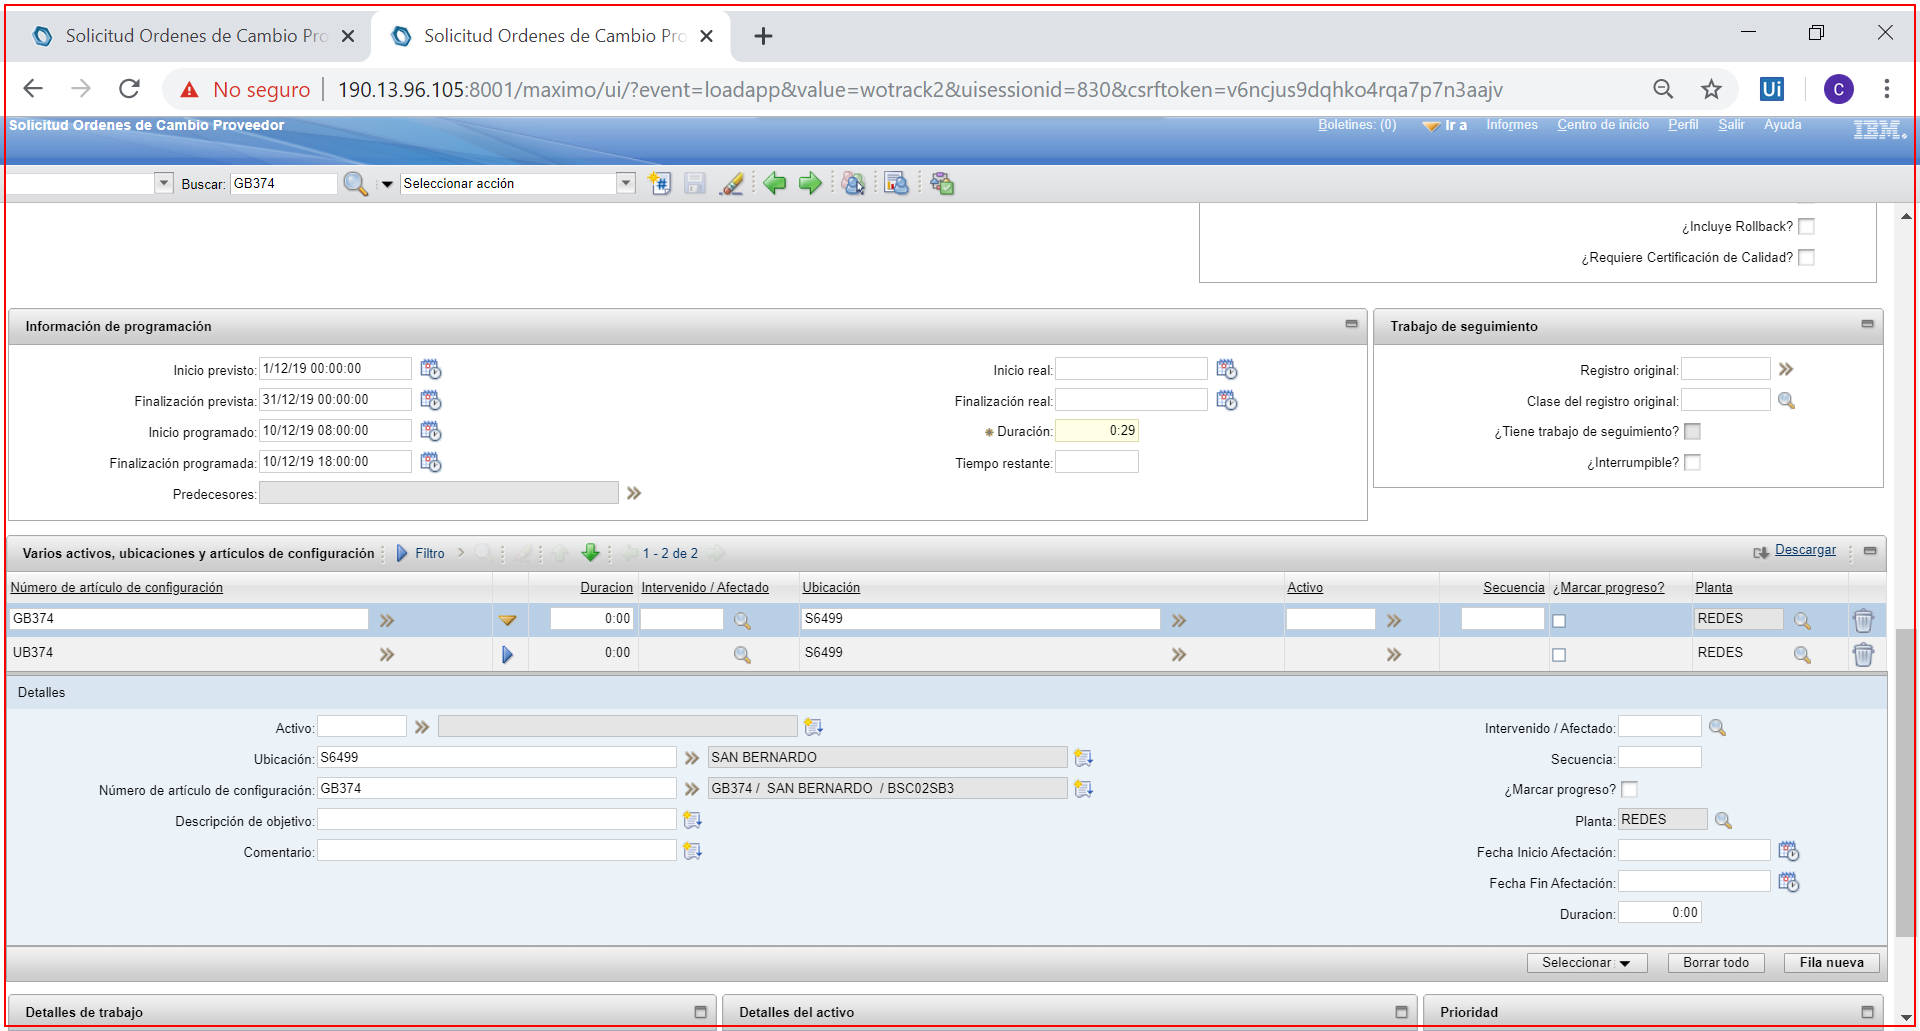 Solicitud Ordenes de Cambio Pro
Solicitud Ordenes de Cambio Pro
No seguro
190.13.96.105:8001/maximo/ui/?event=loadapp&value=wotrack2&uisessionid=830&csrftoken=v6ncjus9dqhko4rqa7p7n3aajv
Ui
C
Solicitud Ordenes de Cambio Proveedor
Boletines: (0)
Ir a
Informes
Centro de inicio
Perfil
Salir
Ayuda
IBM.
Buscar: GB374
Seleccionar acción
¿Incluye Rollback?
¿Requiere Certificación de Calidad?
Información de programación
Inicio previsto: 1/12/19 00:00:00
Finalización prevista: 31/12/19 00:00:00
Inicio programado: 10/12/19 08:00:00
Finalización programada: 10/12/19 18:00:00
Predecesores:
Inicio real:
Finalización real:
Duración: 0:29
Tiempo restante:
Trabajo de seguimiento
Registro original:
Clase del registro original:
¿Tiene trabajo de seguimiento?
¿Interrumpible?
Varios activos, ubicaciones y artículos de configuración
Filtro
1 - 2 de 2
Descargar
Número de artículo de configuración Duracion Intervenido / Afectado Ubicación Activo Secuencia ¿Marcar progreso? Planta
GB374 0:00 S6499 REDES
UB374 0:00 S6499 REDES
Detalles
Activo:
Ubicación: S6499 SAN BERNARDO
Número de artículo de configuración: GB374 GB374 / SAN BERNARDO / BSC02SB3
Descripción de objetivo:
Comentario:
Intervenido / Afectado:
Secuencia:
¿Marcar progreso?
Planta: REDES
Fecha Inicio Afectación:
Fecha Fin Afectación:
Duracion: 0:00
Seleccionar
Borrar todo
Fila nueva
Detalles de trabajo
Detalles del activo
Prioridad